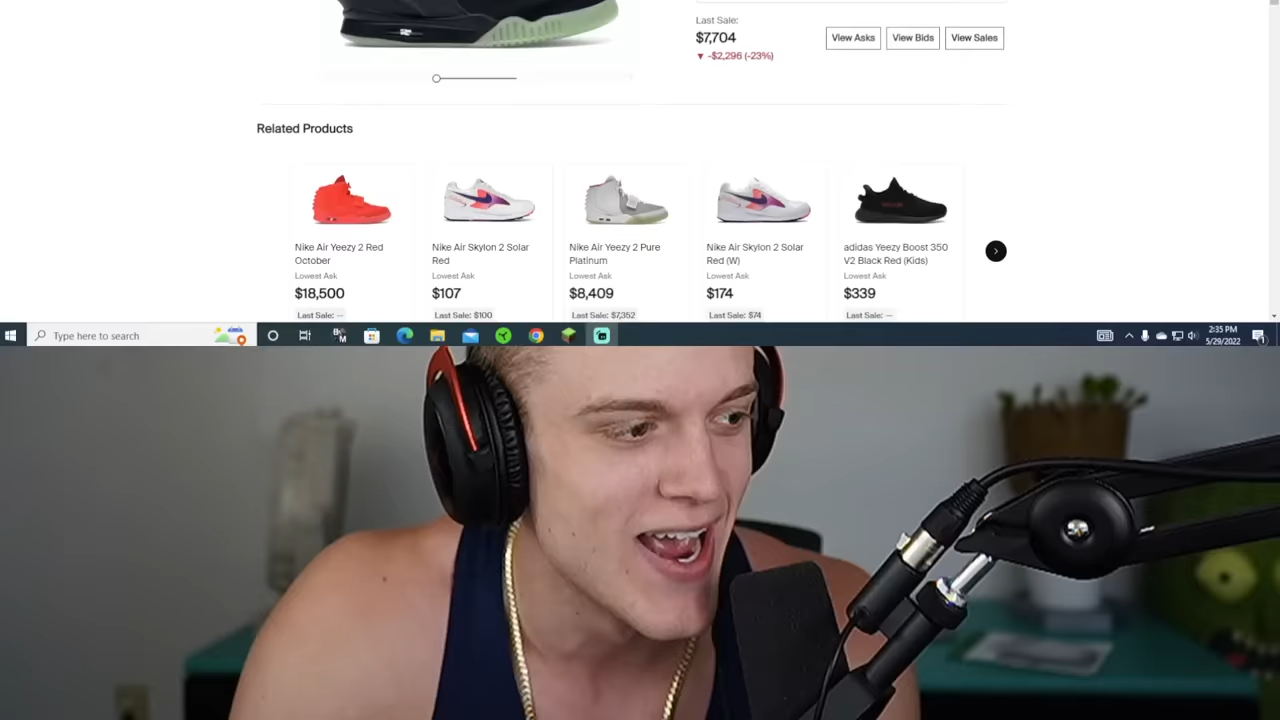 Last Sale:
$7,704
▼ -$2,296 (-23%)
View Asks View Bids View Sales
Related Products
Nike Air Yeezy 2 Red October
Lowest Ask
$18,500
Last Sale: --
Nike Air Skylon 2 Solar Red
Lowest Ask
$107
Last Sale: $100
Nike Air Yeezy 2 Pure Platinum
Lowest Ask
$8,409
Last Sale: $7,352
Nike Air Skylon 2 Solar Red (W)
Lowest Ask
$174
Last Sale: $74
adidas Yeezy Boost 350 V2 Black Red (Kids)
Lowest Ask
$339
Last Sale: --
Type here to search
2:35 PM
5/29/2022